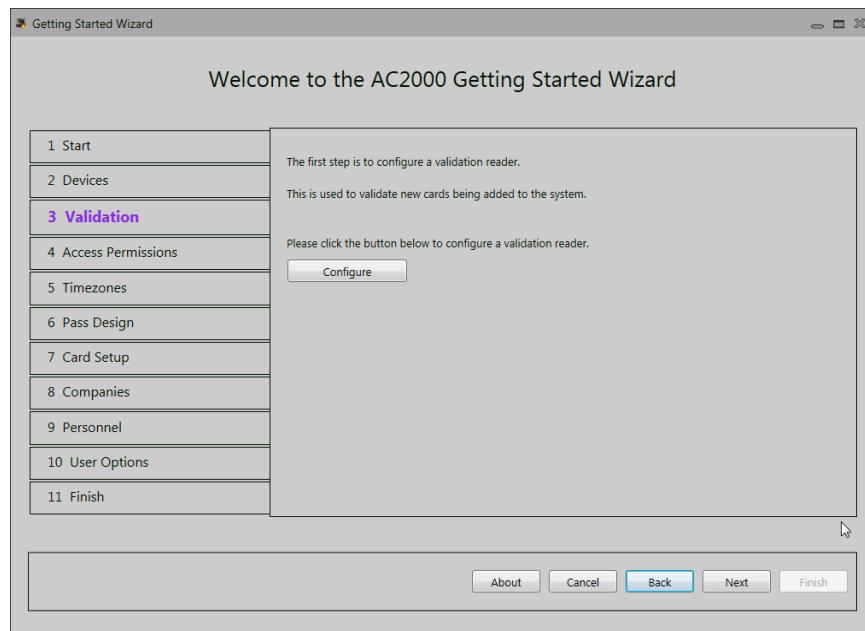 Getting Started Wizard
Welcome to the AC2000 Getting Started Wizard
1 Start
2 Devices
3 Validation
4 Access Permissions
5 Timezones
6 Pass Design
7 Card Setup
8 Companies
9 Personnel
10 User Options
11 Finish
The first step is to configure a validation reader.
This is used to validate new cards being added to the system.
Please click the button below to configure a validation reader.
Configure
About Cancel Back Next Finish